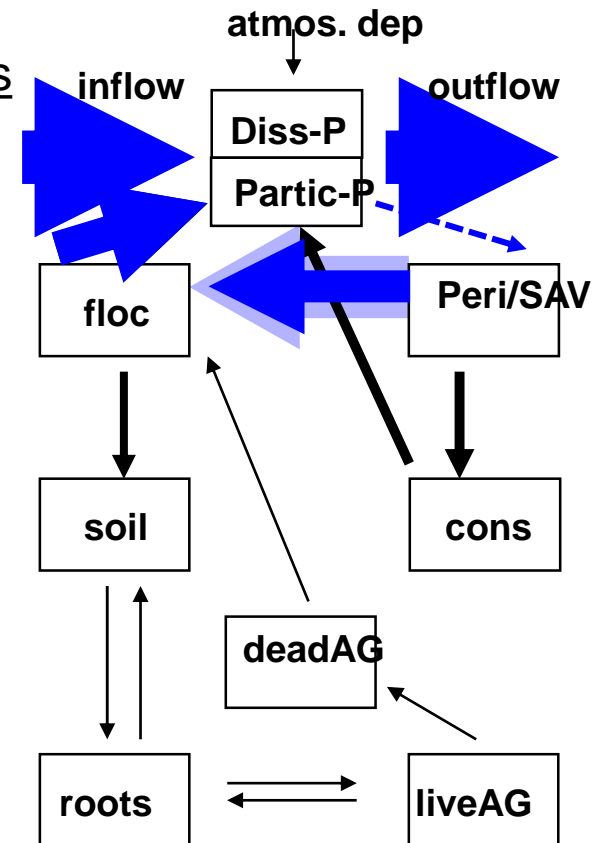 atmos. dep
s
inflow
outflow
Diss-P
Partic-P
floc
Peri/SAV
soil
cons
deadAG
roots
liveAG